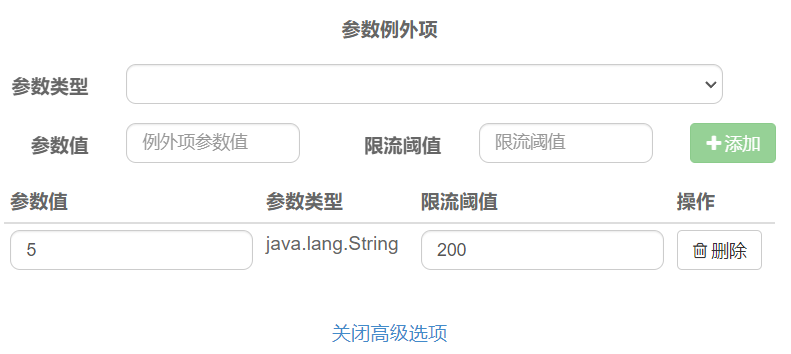 参数例外项
参数类型
参数值 例外项参数值 限流阈值 限流阈值 添加
参数值 参数类型 限流阈值 操作
5 java.lang.String 200 删除
关闭高级选项